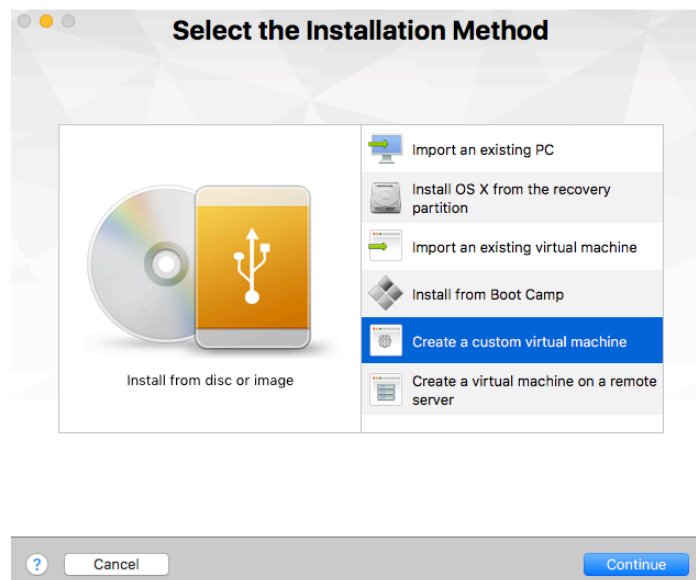 Select the Installation Method
Import an existing PC
Install OS X from the recovery
partition
Import an existing virtual machine
Install from Boot Camp
Create a custom virtual machine
Install from disc or image
Create a virtual machine on a remote
server
?
Cancel
Continue